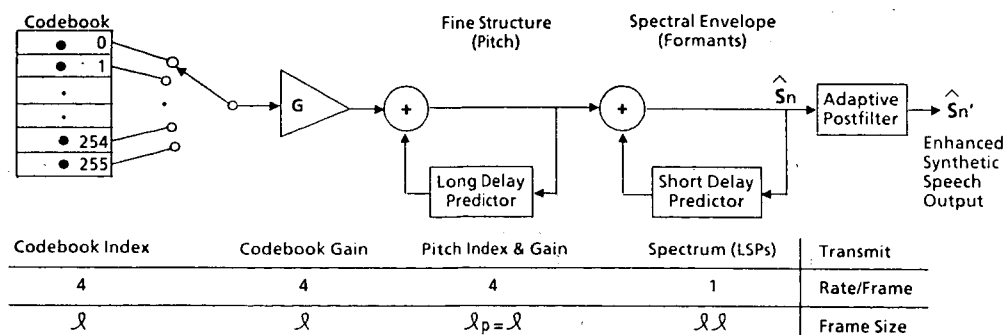 Codebook
0
1
254
255
G
Fine Structure
(Pitch)
+
Long Delay
Predictor
Spectral Envelope
(Formants)
+
Short Delay
Predictor
Ŝn
Adaptive
Postfilter
Ŝn'
Enhanced
Synthetic
Speech
Output
Codebook Index Codebook Gain Pitch Index & Gain Spectrum (LSPs) Transmit
4 4 4 1 Rate/Frame
ℓ ℓ ℓp = ℓ ℓℓ Frame Size